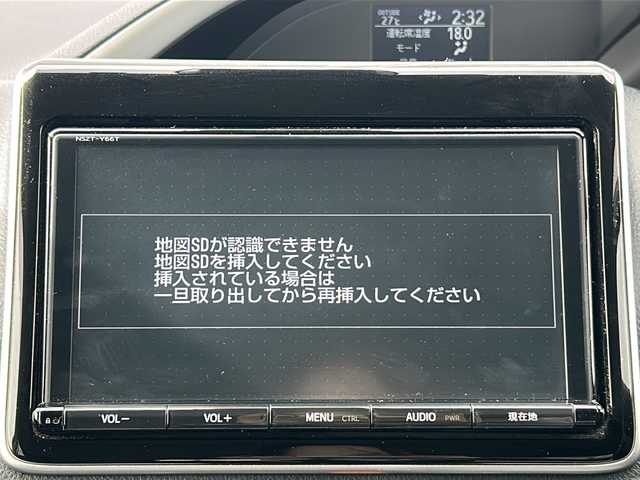 OUTSIDE
27℃
2:32
運転席温度 18.0
モード
NSZT-Y66T
地図SDが認識できません
地図SDを挿入してください
挿入されている場合は
一旦取り出してから再挿入してください
VOL− VOL+ MENU CTRL AUDIO PWR 現在地